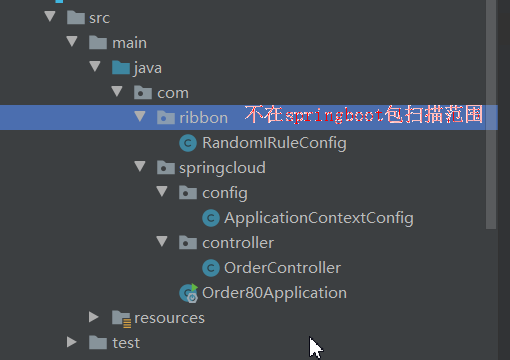 src
main
java
com
ribbon 不在springboot包扫描范围
RandomIRuleConfig
springcloud
config
ApplicationContextConfig
controller
OrderController
Order80Application
resources
test